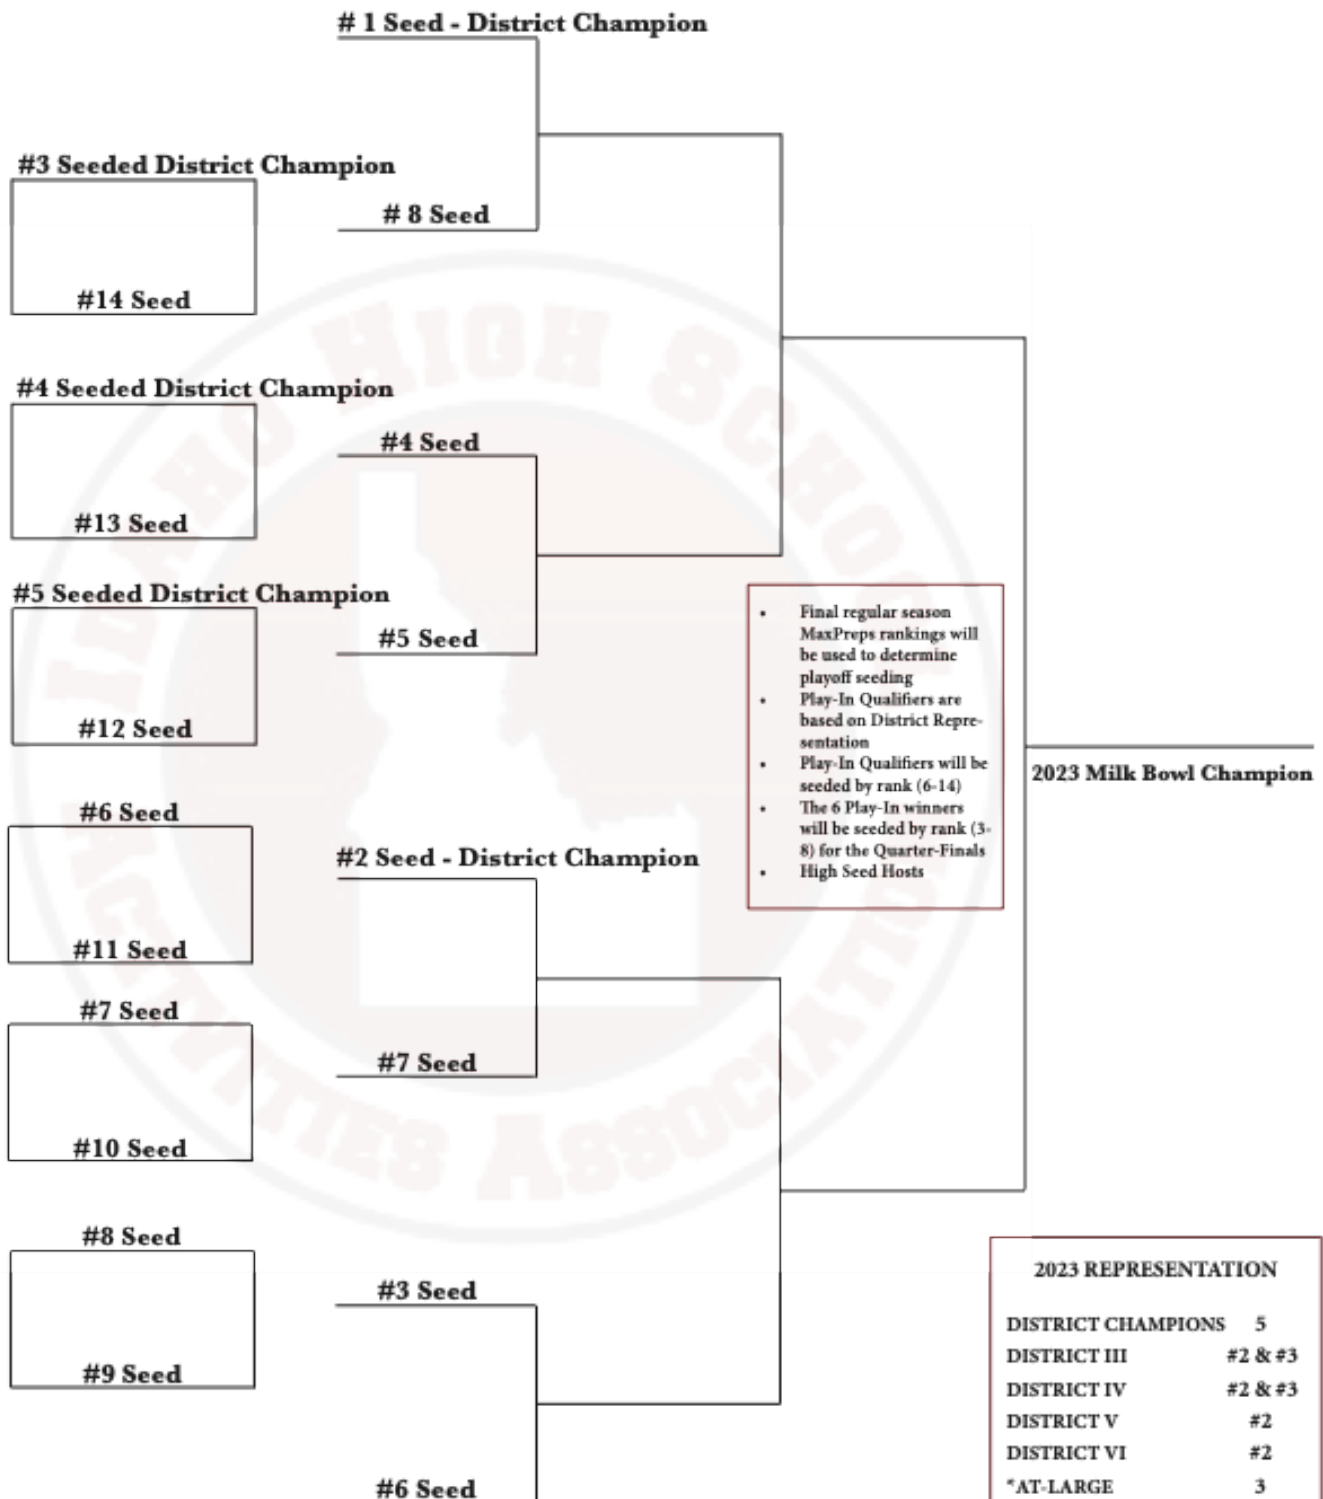 # 1 Seed - District Champion
#3 Seeded District Champion
# 8 Seed
#14 Seed
#4 Seeded District Champion
#4 Seed
#13 Seed
#5 Seeded District Champion
#5 Seed
#12 Seed
#6 Seed
#2 Seed - District Champion
#11 Seed
#7 Seed
#7 Seed
#10 Seed
#8 Seed
#3 Seed
#9 Seed
#6 Seed
• Final regular season
MaxPreps rankings will
be used to determine
playoff seeding
• Play-In Qualifiers are
based on District Repre-
sentation
• Play-In Qualifiers will be
seeded by rank (6-14)
• The 6 Play-In winners
will be seeded by rank (3-
8) for the Quarter-Finals
• High Seed Hosts
2023 Milk Bowl Champion
2023 REPRESENTATION
DISTRICT CHAMPIONS 5
DISTRICT III #2 & #3
DISTRICT IV #2 & #3
DISTRICT V #2
DISTRICT VI #2
*AT-LARGE 3
IDAHO HIGH SCHOOL
ACTIVITIES ASSOCIATION